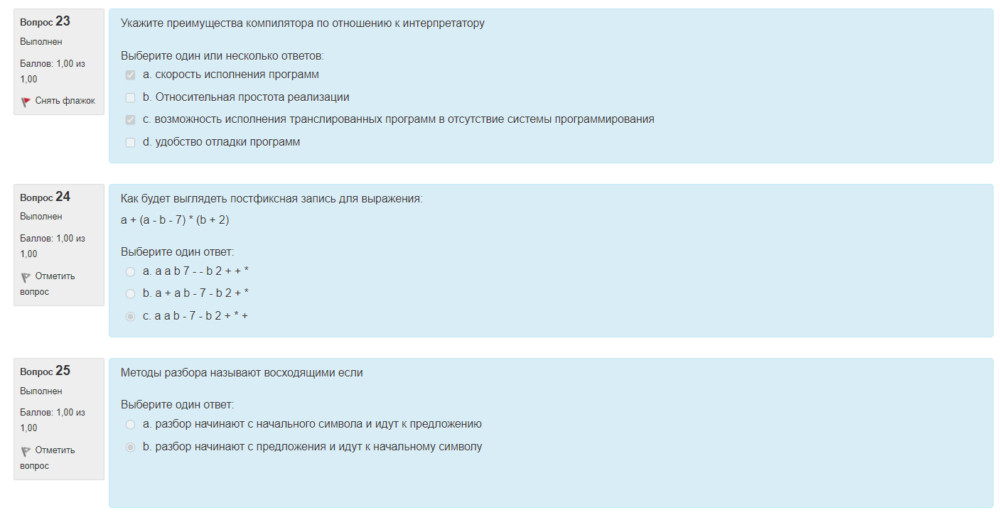 Вопрос 23
Выполнен
Баллов: 1,00 из
1,00
Снять флажок
Укажите преимущества компилятора по отношению к интерпретатору
Выберите один или несколько ответов:
a. скорость исполнения программ
b. Относительная простота реализации
c. возможность исполнения транслированных программ в отсутствие системы программирования
d. удобство отладки программ
Вопрос 24
Выполнен
Баллов: 1,00 из
1,00
Отметить
вопрос
Как будет выглядеть постфиксная запись для выражения:
a + (a - b - 7) * (b + 2)
Выберите один ответ:
a. a a b 7 - - b 2 + + *
b. a + a b - 7 - b 2 + *
c. a a b - 7 - b 2 + * +
Вопрос 25
Выполнен
Баллов: 1,00 из
1,00
Отметить
вопрос
Методы разбора называют восходящими если
Выберите один ответ:
a. разбор начинают с начального символа и идут к предложению
b. разбор начинают с предложения и идут к начальному символу